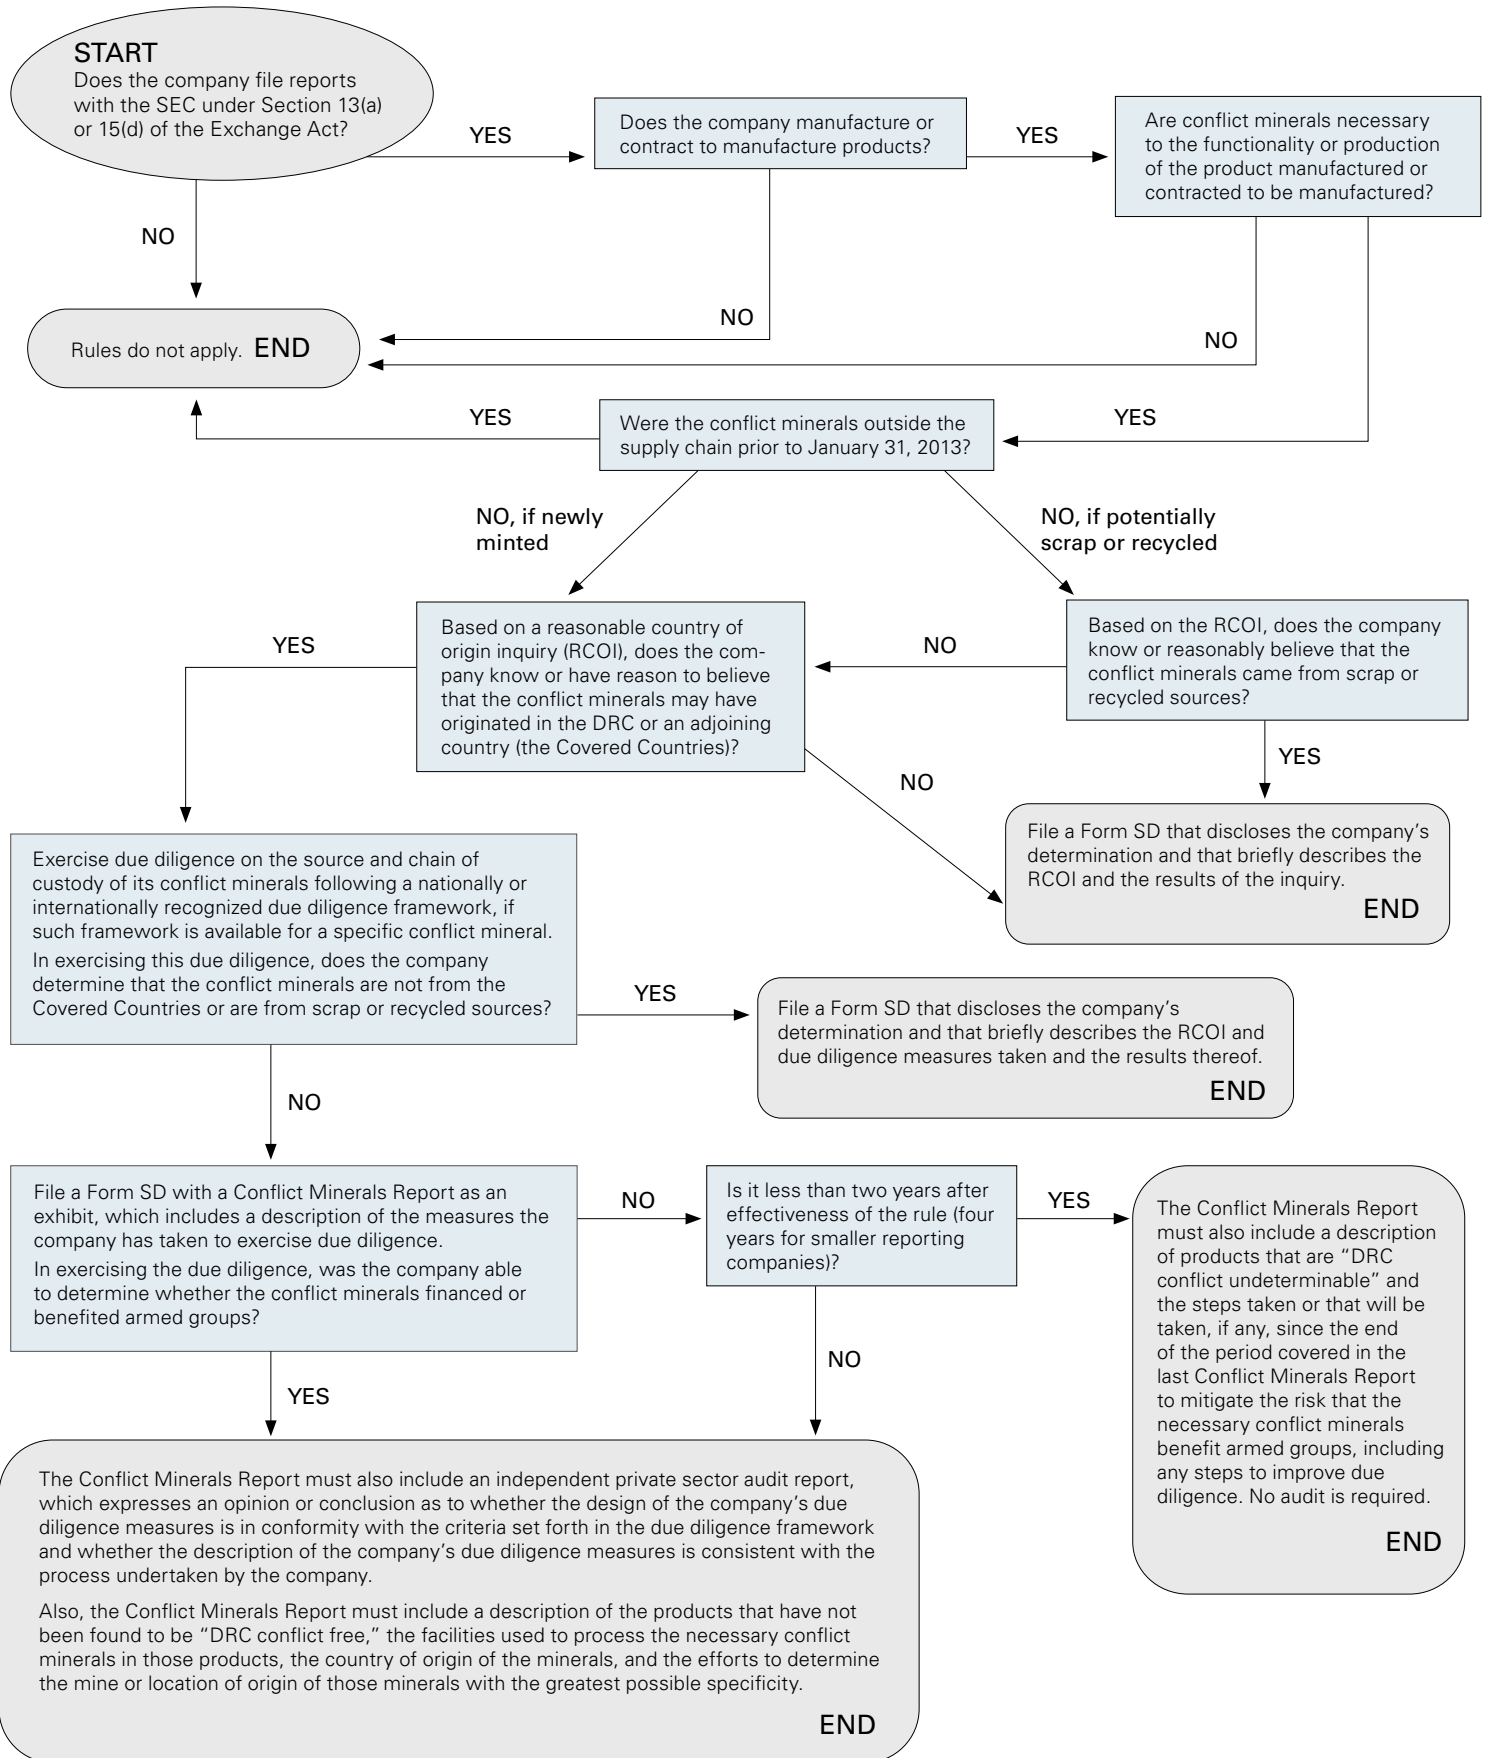 START
Does the company file reports
with the SEC under Section 13(a)
or 15(d) of the Exchange Act?
YES
Does the company manufacture or
contract to manufacture products?
YES
Are conflict minerals necessary
to the functionality or production
of the product manufactured or
contracted to be manufactured?
NO
NO
NO
Rules do not apply. END
YES
Were the conflict minerals outside the
supply chain prior to January 31, 2013?
YES
NO, if newly
minted
NO, if potentially
scrap or recycled
YES
Based on a reasonable country of
origin inquiry (RCOI), does the com-
pany know or have reason to believe
that the conflict minerals may have
originated in the DRC or an adjoining
country (the Covered Countries)?
NO
Based on the RCOI, does the company
know or reasonably believe that the
conflict minerals came from scrap or
recycled sources?
YES
NO
File a Form SD that discloses the company’s
determination and that briefly describes the
RCOI and the results of the inquiry.
END
Exercise due diligence on the source and chain of
custody of its conflict minerals following a nationally or
internationally recognized due diligence framework, if
such framework is available for a specific conflict mineral.
In exercising this due diligence, does the company
determine that the conflict minerals are not from the
Covered Countries or are from scrap or recycled sources?
YES
File a Form SD that discloses the company’s
determination and that briefly describes the RCOI and
due diligence measures taken and the results thereof.
END
NO
File a Form SD with a Conflict Minerals Report as an
exhibit, which includes a description of the measures the
company has taken to exercise due diligence.
In exercising the due diligence, was the company able
to determine whether the conflict minerals financed or
benefited armed groups?
NO
Is it less than two years after
effectiveness of the rule (four
years for smaller reporting
companies)?
YES
The Conflict Minerals Report
must also include a description
of products that are “DRC
conflict undeterminable” and
the steps taken or that will be
taken, if any, since the end
of the period covered in the
last Conflict Minerals Report
to mitigate the risk that the
necessary conflict minerals
benefit armed groups, including
any steps to improve due
diligence. No audit is required.
END
NO
YES
The Conflict Minerals Report must also include an independent private sector audit report,
which expresses an opinion or conclusion as to whether the design of the company’s due
diligence measures is in conformity with the criteria set forth in the due diligence framework
and whether the description of the company’s due diligence measures is consistent with the
process undertaken by the company.
Also, the Conflict Minerals Report must include a description of the products that have not
been found to be “DRC conflict free,” the facilities used to process the necessary conflict
minerals in those products, the country of origin of the minerals, and the efforts to determine
the mine or location of origin of those minerals with the greatest possible specificity.
END